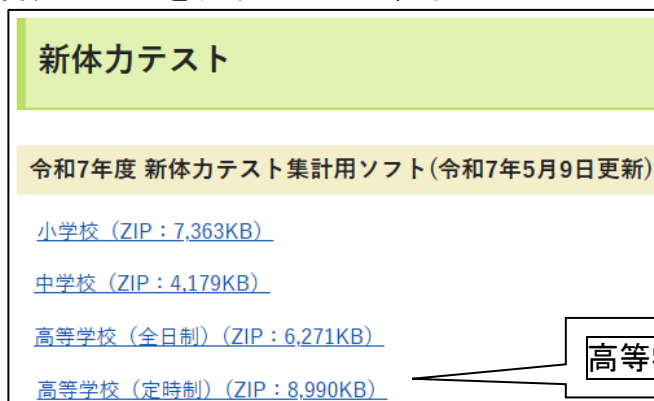 新体力テスト
令和7年度 新体力テスト集計用ソフト(令和7年5月9日更新)
小学校（ZIP：7,363KB）
中学校（ZIP：4,179KB）
高等学校（全日制）（ZIP：6,271KB）
高等
高等学校（定時制）（ZIP：8,990KB）